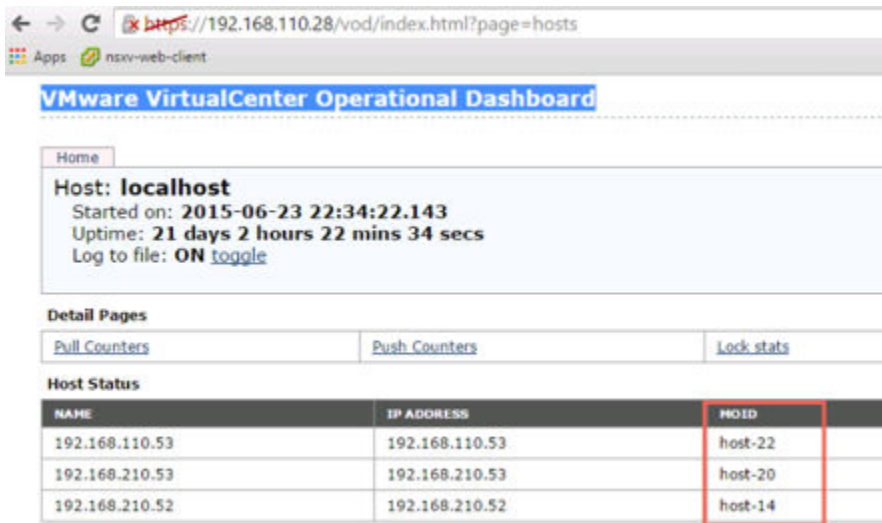 https://192.168.110.28/vod/index.html?page=hosts
Apps nsxv-web-client
VMware VirtualCenter Operational Dashboard
Home
Host: localhost
Started on: 2015-06-23 22:34:22.143
Uptime: 21 days 2 hours 22 mins 34 secs
Log to file: ON toggle
Detail Pages
Pull Counters Push Counters Lock stats
Host Status
NAME IP ADDRESS MOID
192.168.110.53 192.168.110.53 host-22
192.168.210.53 192.168.210.53 host-20
192.168.210.52 192.168.210.52 host-14